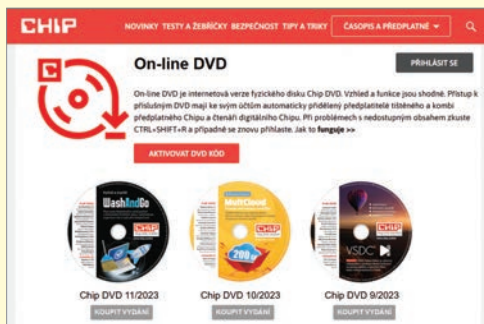 CHIP
NOVINKY TESTY A ŽEBŘÍČKY BEZPEČNOST TIPY A TRIKY ČASOPIS A PŘEDPLATNÉ
On-line DVD
PŘIHLÁSIT SE
On-line DVD je internetová verze fyzického disku Chip DVD. Vzhled a funkce jsou shodné. Přístup k
příslušným DVD mají ke svým účtům automaticky přidělený předplatitelé tištěného a kombi
předplatného Chipu a čtenáři digitálního Chipu. Při problémech s nedostupným obsahem zkuste
CTRL+SHIFT+R a případně se znovu přihlaste. Jak to funguje >>
AKTIVOVAT DVD KÓD
WashAndGo
CHIP
MultCloud
200
CHIP
VSDC
CHIP
Chip DVD 11/2023 Chip DVD 10/2023 Chip DVD 9/2023
KOUPIT VYDÁNÍ KOUPIT VYDÁNÍ KOUPIT VYDÁNÍ